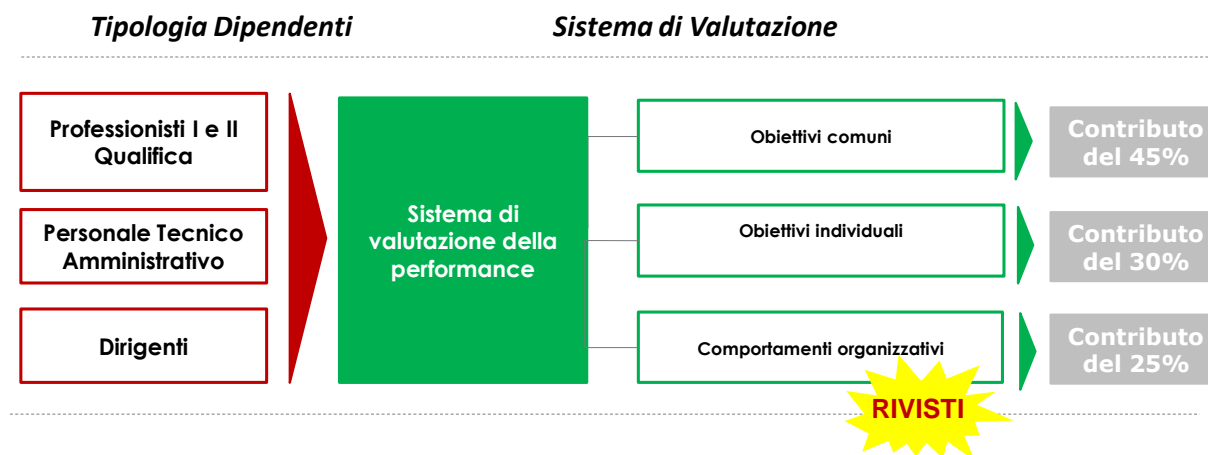 Tipologia Dipendenti
Sistema di Valutazione
Professionisti I e II
Qualifica
Personale Tecnico
Amministrativo
Dirigenti
Sistema di
valutazione della
performance
Obiettivi comuni
Obiettivi individuali
Comportamenti organizzativi
RIVISTI
Contributo
del 45%
Contributo
del 30%
Contributo
del 25%